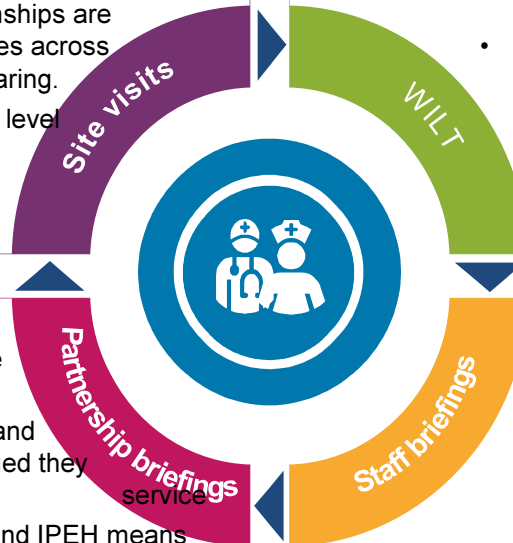 nships are
es across
aring.
level
Site visits
WILT
•
Partnership briefings
Staff briefings
e
and
ed they
service
nd IPEH means